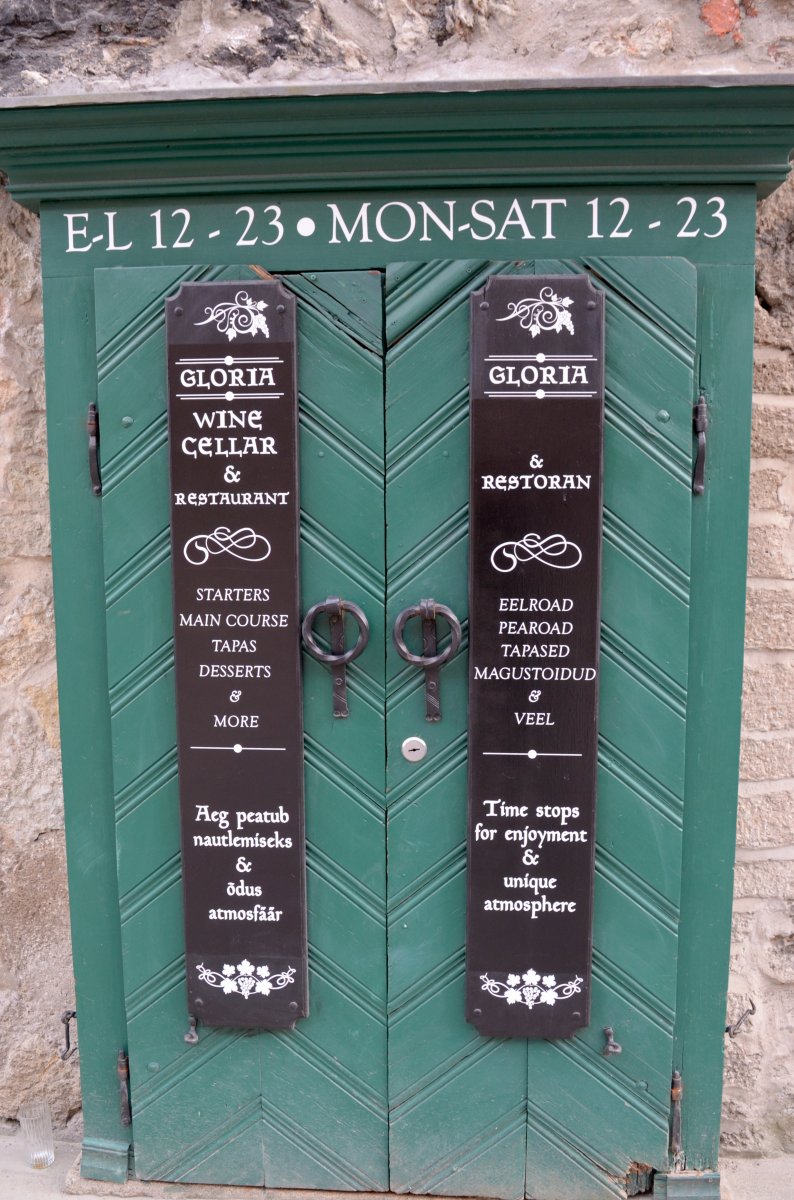 E-L 12 - 23 • MON-SAT 12 - 23
GLORIA
WINE
CELLAR
&
RESTAURANT
STARTERS
MAIN COURSE
TAPAS
DESSERTS
&
MORE
Aeg peatub
nautlemiseks
&
õdus
atmosfäär
GLORIA
&
RESTORAN
EELROAD
PEAROAD
TAPASED
MAGUSTOIDUD
&
VEEL
Time stops
for enjoyment
&
unique
atmosphere